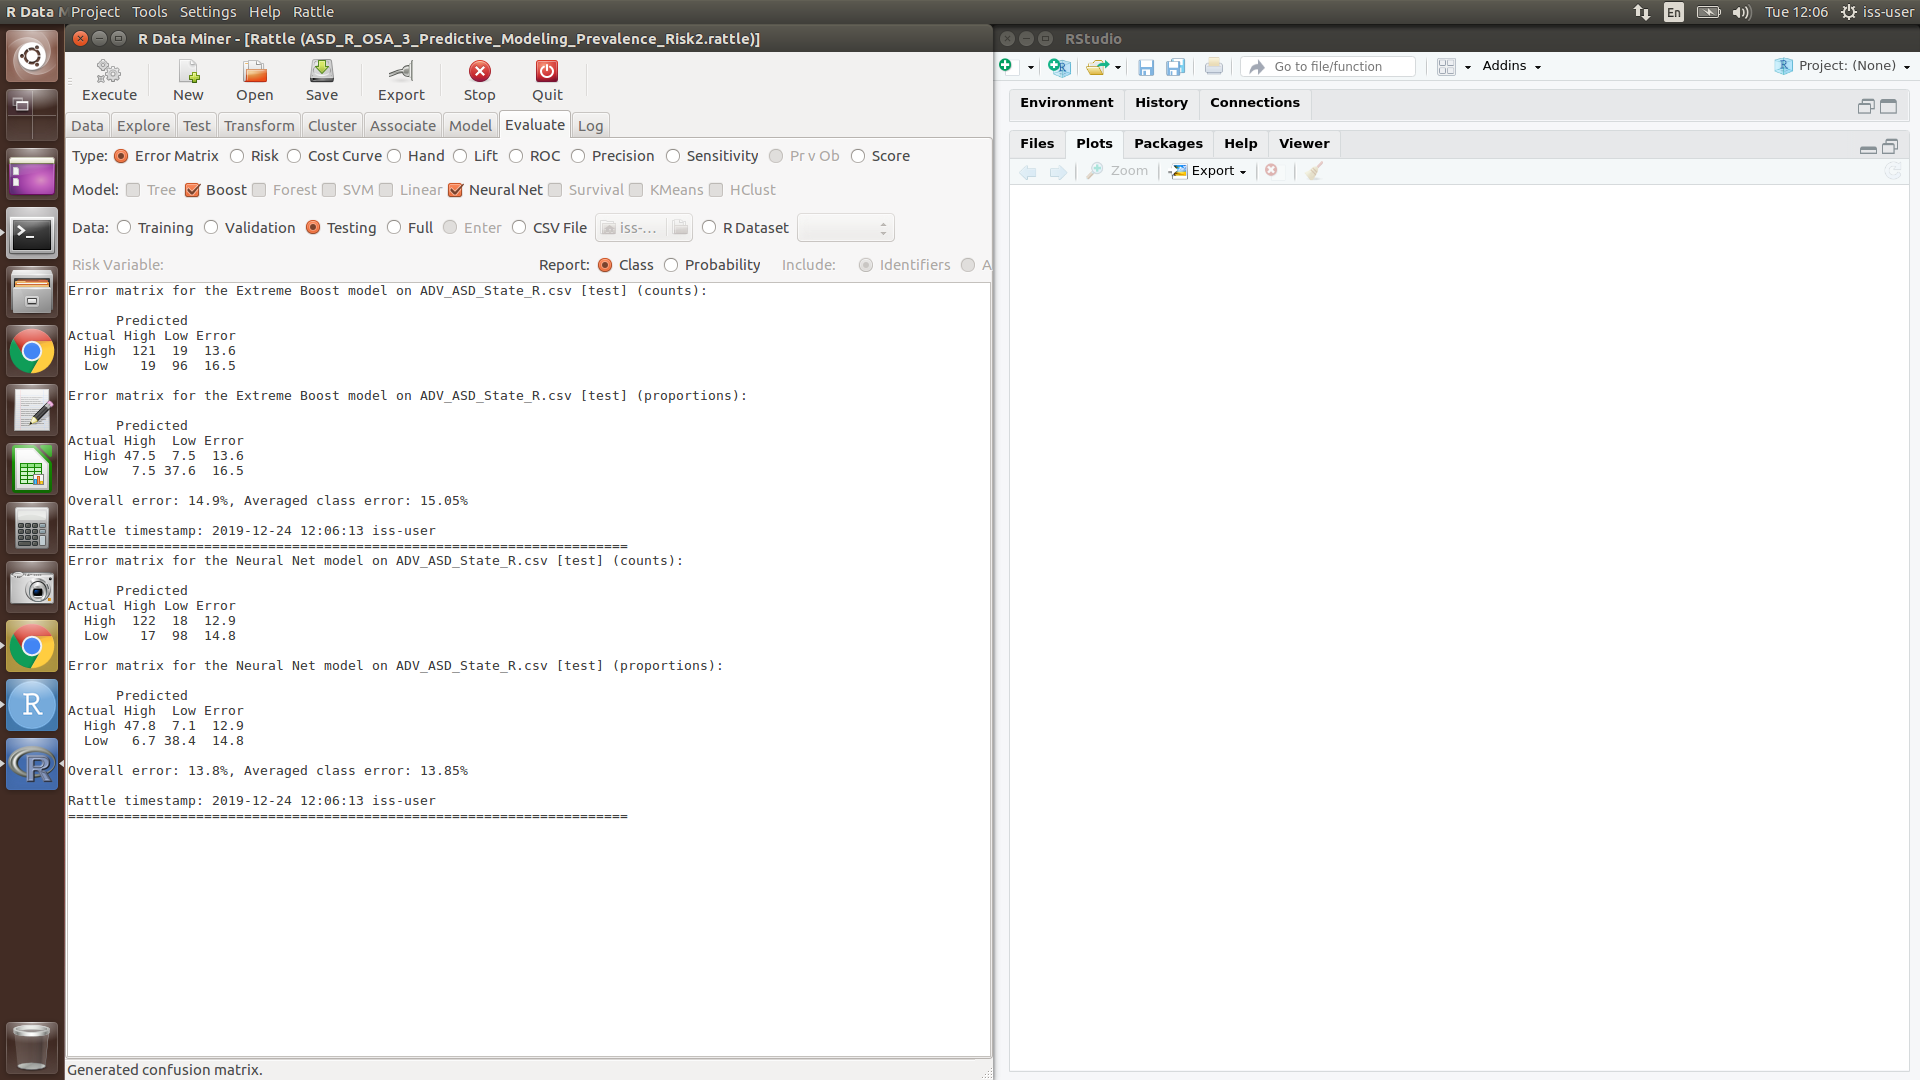 R Data M Project Tools Settings Help Rattle
En Tue 12:06 iss-user
R Data Miner - [Rattle (ASD_R_OSA_3_Predictive_Modeling_Prevalence_Risk2.rattle)]
Execute New Open Save Export Stop Quit
Data Explore Test Transform Cluster Associate Model Evaluate Log
Type: Error Matrix Risk Cost Curve Hand Lift ROC Precision Sensitivity Pr v Ob Score
Model: Tree Boost Forest SVM Linear Neural Net Survival KMeans HClust
Data: Training Validation Testing Full Enter CSV File iss-... R Dataset
Risk Variable: Report: Class Probability Include: Identifiers A
Error matrix for the Extreme Boost model on ADV_ASD_State_R.csv [test] (counts):
Predicted
Actual High Low Error
High 121 19 13.6
Low 19 96 16.5
Error matrix for the Extreme Boost model on ADV_ASD_State_R.csv [test] (proportions):
Predicted
Actual High Low Error
High 47.5 7.5 13.6
Low 7.5 37.6 16.5
Overall error: 14.9%, Averaged class error: 15.05%
Rattle timestamp: 2019-12-24 12:06:13 iss-user
======================================================================
Error matrix for the Neural Net model on ADV_ASD_State_R.csv [test] (counts):
Predicted
Actual High Low Error
High 122 18 12.9
Low 17 98 14.8
Error matrix for the Neural Net model on ADV_ASD_State_R.csv [test] (proportions):
Predicted
Actual High Low Error
High 47.8 7.1 12.9
Low 6.7 38.4 14.8
Overall error: 13.8%, Averaged class error: 13.85%
Rattle timestamp: 2019-12-24 12:06:13 iss-user
======================================================================
Generated confusion matrix.
RStudio
Go to file/function Addins Project: (None)
Environment History Connections
Files Plots Packages Help Viewer
Zoom Export